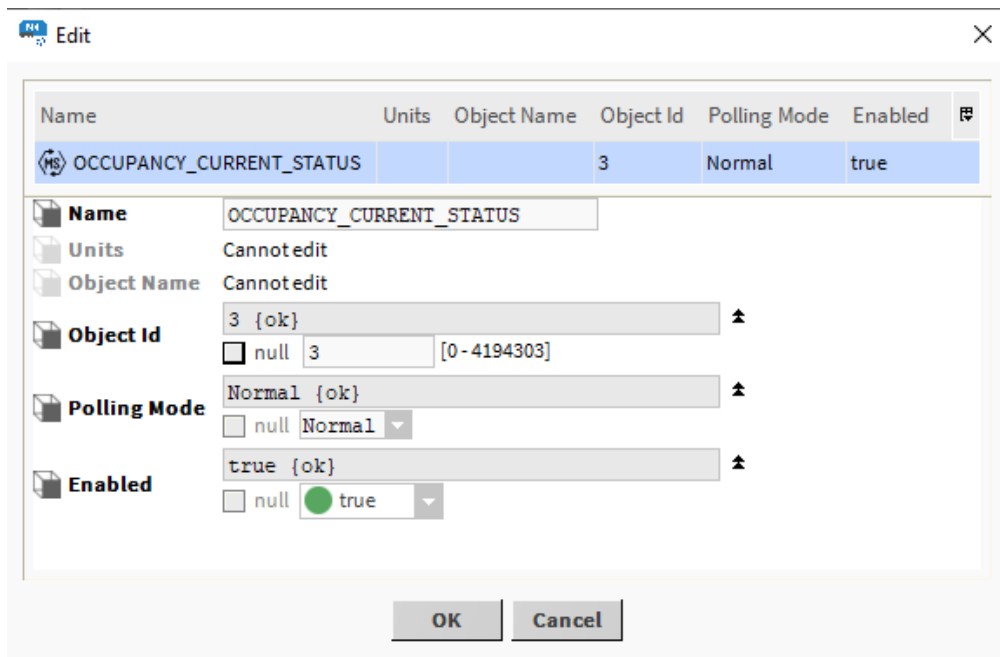 N4 Edit
Name Units Object Name Object Id Polling Mode Enabled
MS OCCUPANCY_CURRENT_STATUS 3 Normal true
Name OCCUPANCY_CURRENT_STATUS
Units Cannot edit
Object Name Cannot edit
3 {ok}
Object Id
null 3 [0 - 4194303]
Normal {ok}
Polling Mode
null Normal
true {ok}
Enabled
null true
OK Cancel